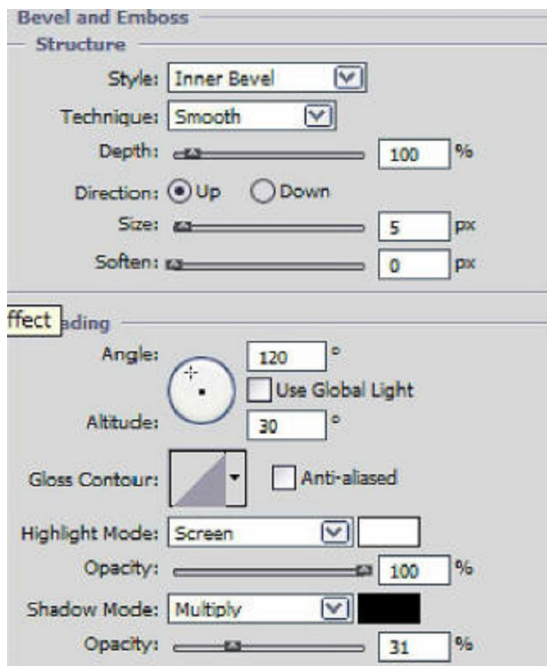 Bevel and Emboss
Structure
Style: Inner Bevel
Technique: Smooth
Depth: 100 %
Direction: Up Down
Size: 5 px
Soften: 0 px
ffect ading
Angle: 120 °
Use Global Light
Altitude: 30 °
Gloss Contour: Anti-aliased
Highlight Mode: Screen
Opacity: 100 %
Shadow Mode: Multiply
Opacity: 31 %